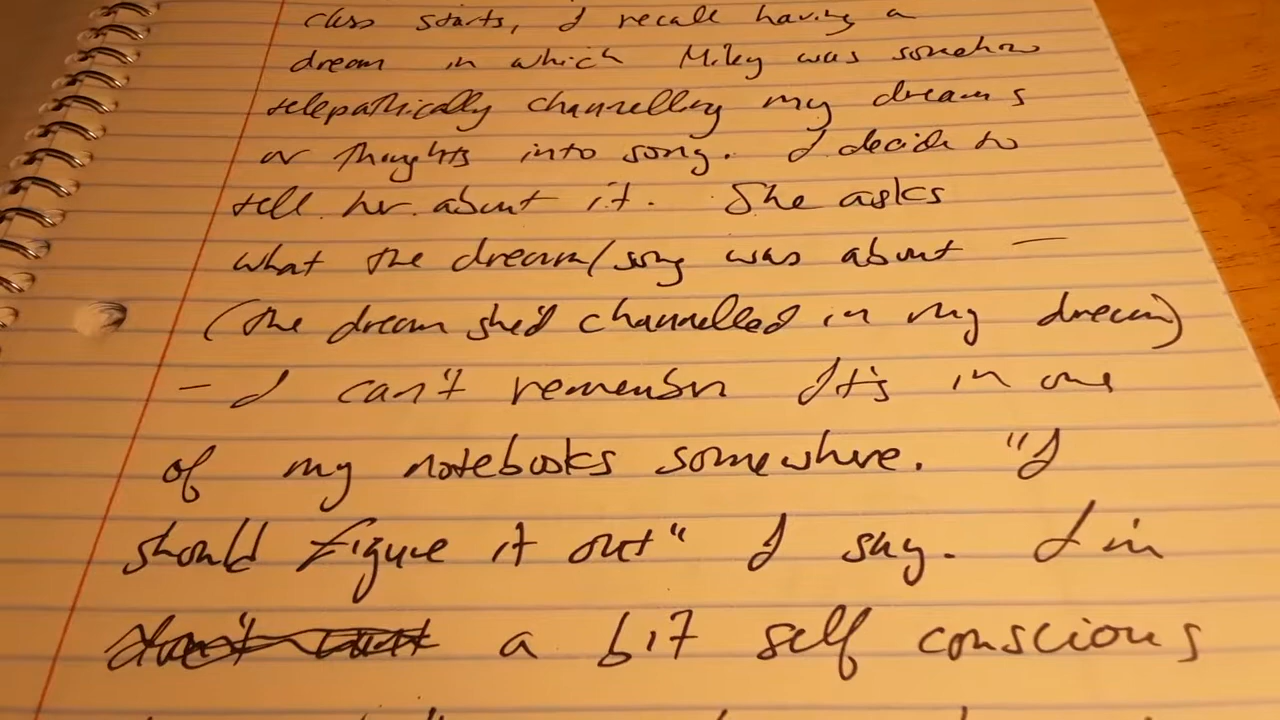 class starts, I recall having a
dream in which Miley was somehow
telepathically channelling my dreams
or thoughts into song. I decide to
tell her about it. She asks
what the dream/song was about —
(the dream she'd channelled in my dream)
— I can't remember It's in one
of my notebooks somewhere. "I
should figure it out" I say. I'm
a bit self conscious